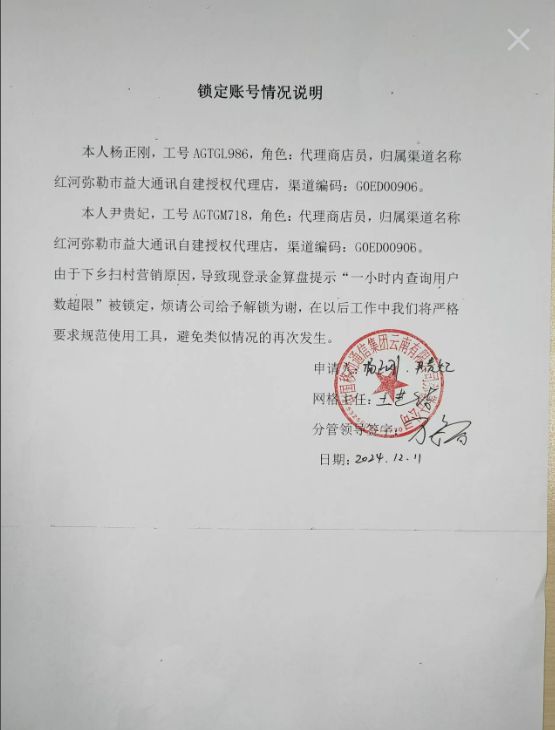 锁定账号情况说明
本人杨正刚，工号 AGTGL986，角色：代理商店员，归属渠道名称
红河弥勒市益大通讯自建授权代理店，渠道编码：G0ED00906。
本人尹贵妃，工号 AGTGM718，角色：代理商店员，归属渠道名称
红河弥勒市益大通讯自建授权代理店，渠道编码：G0ED00906。
由于下乡扫村营销原因，导致现登录金算盘提示“一小时内查询用户
数超限”被锁定，烦请公司给予解锁为谢，在以后工作中我们将严格
要求规范使用工具，避免类似情况的再次发生。
申请人：杨正刚．尹贵妃
网格主任：
分管领导签字：
日期：2024.12.11
中国移动通信集团云南有限公司